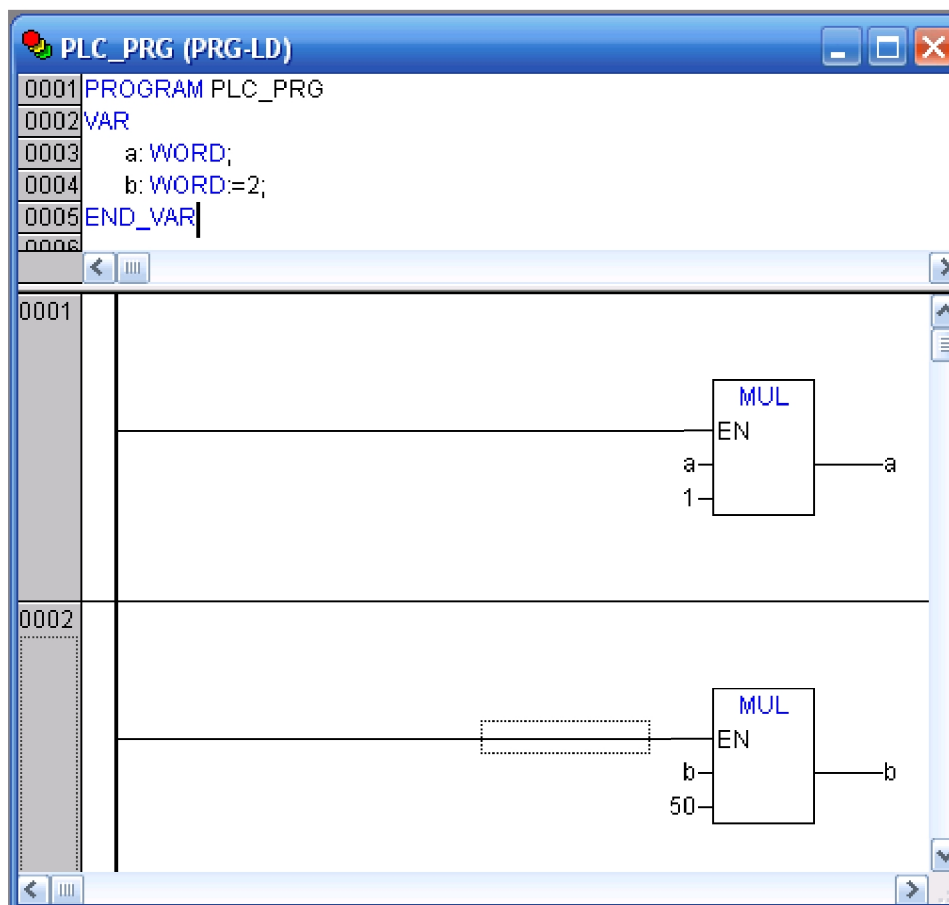 PLC_PRG (PRG-LD)
0001 PROGRAM PLC_PRG
0002 VAR
0003 a: WORD;
0004 b: WORD:=2;
0005 END_VAR
0006
0001
MUL
EN
a a
1
0002
MUL
EN
b b
50